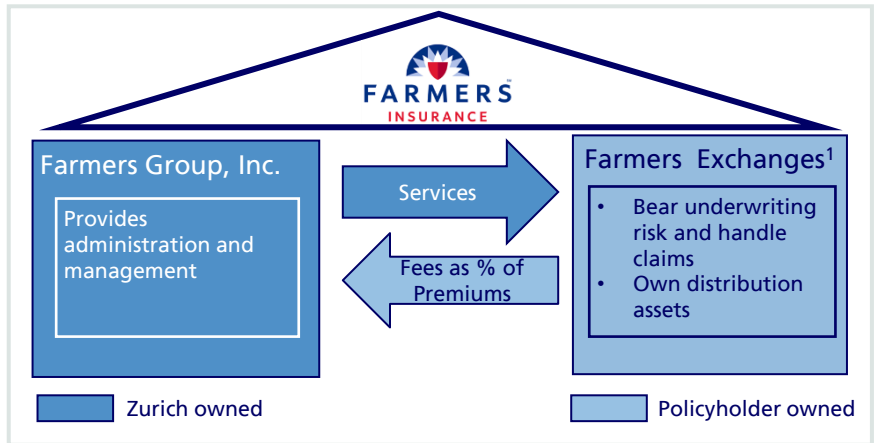 FARMERS™
INSURANCE
Farmers Group, Inc.
Provides
administration and
management
Services
Fees as % of
Premiums
Farmers Exchanges¹
• Bear underwriting
risk and handle
claims
• Own distribution
assets
Zurich owned
Policyholder owned